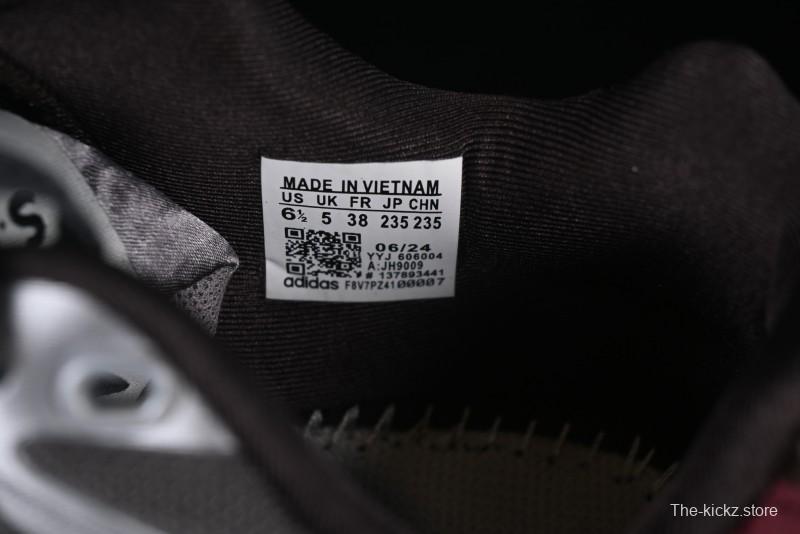 MADE IN VIETNAM
US UK FR JP CHN
6½ 5 38 235 235
06/24
YYJ 606004
A:JH9009
# 137893441
adidas F8V7PZ4100007
S
The-kickz.store